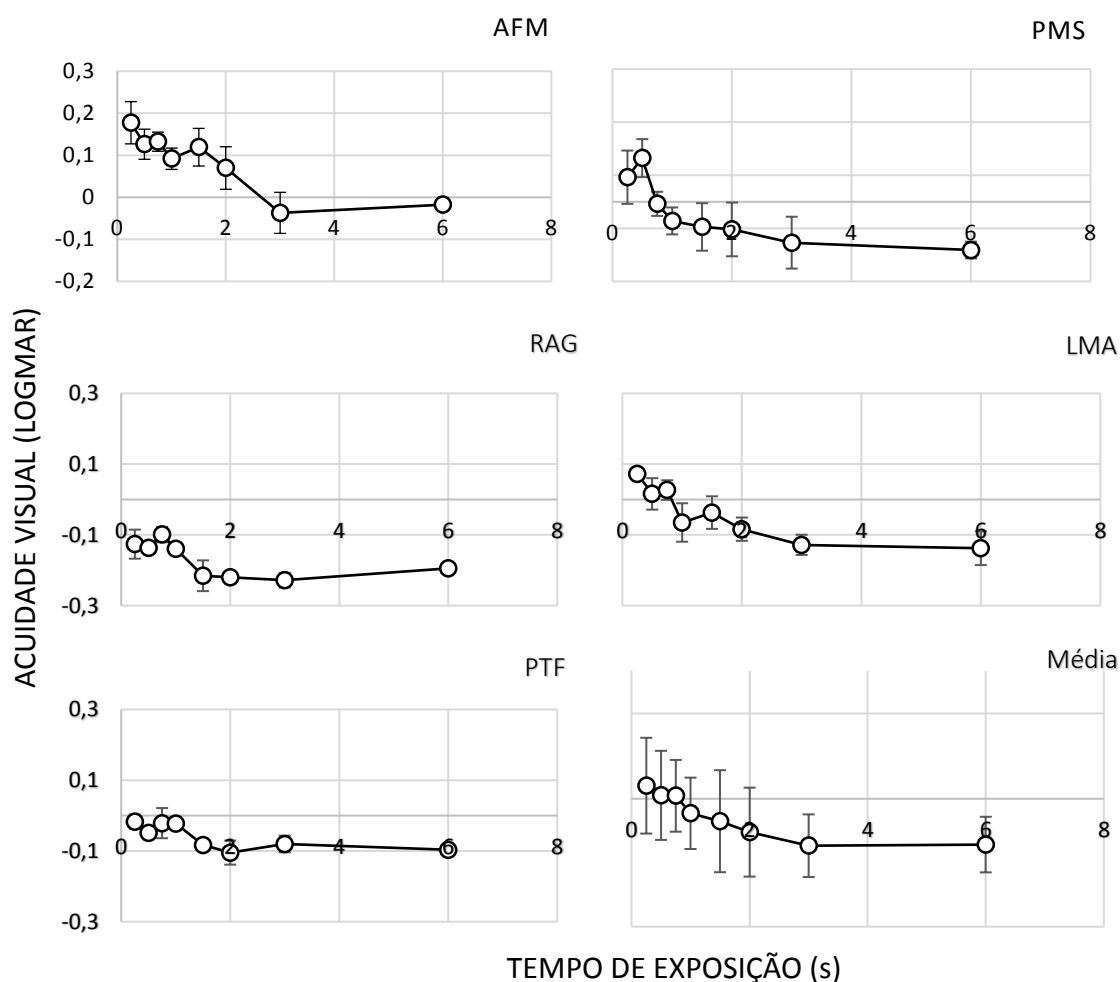 AFM
0,3
0,2
0,1
0
-0,1
-0,2
0 2 4 6 8
PMS
0 2 4 6 8
ACUIDADE VISUAL (LOGMAR)
RAG
0,3
0,1
-0,1
-0,3
0 2 4 6 8
LMA
0 2 4 6 8
PTF
0,3
0,1
-0,1
-0,3
0 2 4 6 8
Média
0 2 4 6 8
TEMPO DE EXPOSIÇÃO (s)